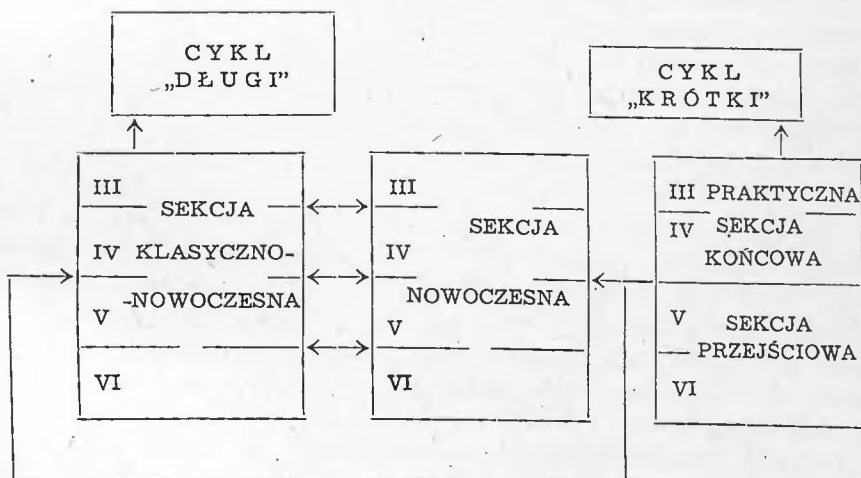 CYKL
„DŁUGI”
CYKL
„KRÓTKI”
III
SEKCJA
IV KLASYCZNO-
-NOWOCZESNA
V
VI
III
SEKCJA
IV
NOWOCZESNA
V
VI
III PRAKTYCZNA
IV SEKCJA
KOŃCOWA
V SEKCJA
PRZEJŚCIOWA
VI